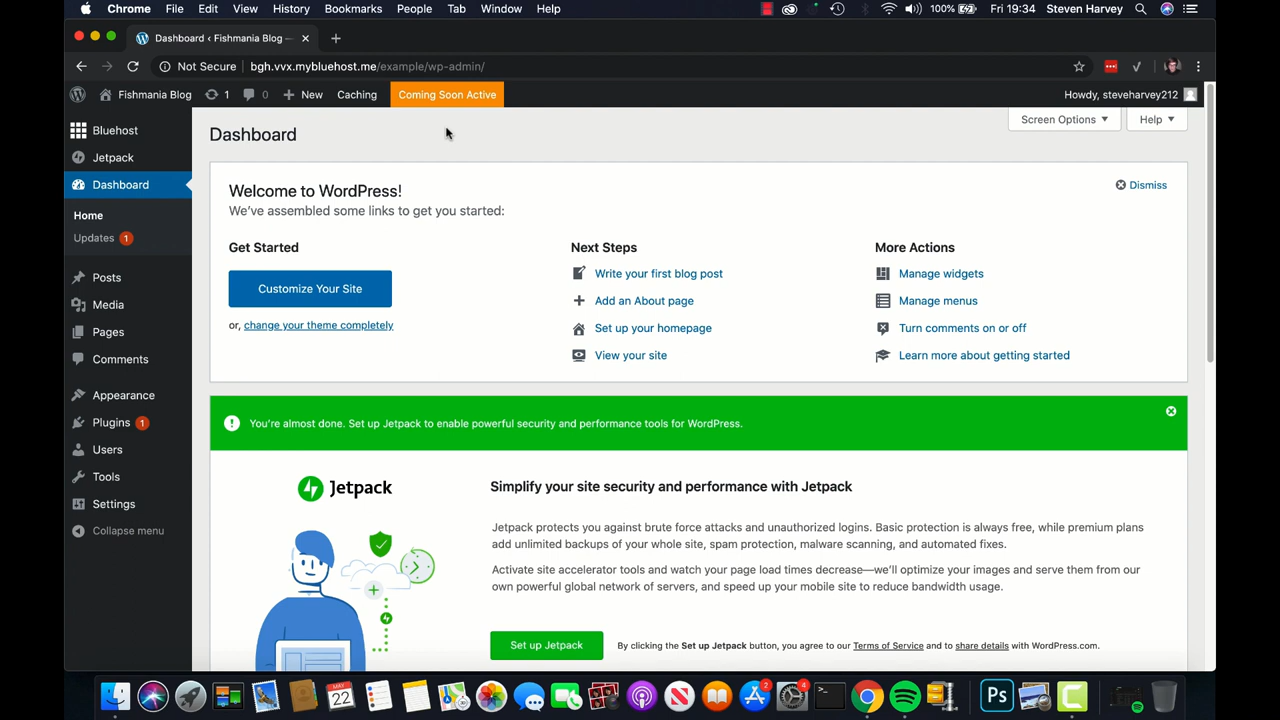 Chrome File Edit View History Bookmarks People Tab Window Help 100% Fri 19:34 Steven Harvey
Dashboard ‹ Fishmania Blog —
Not Secure bgh.vvx.mybluehost.me/example/wp-admin/
Fishmania Blog 1 0 New Caching Coming Soon Active Howdy, steveharvey212
Screen Options Help
Bluehost
Jetpack
Dashboard
Home
Updates 1
Posts
Media
Pages
Comments
Appearance
Plugins 1
Users
Tools
Settings
Collapse menu
Dashboard
Welcome to WordPress!
Dismiss
We've assembled some links to get you started:
Get Started
Customize Your Site
or, change your theme completely
Next Steps
Write your first blog post
Add an About page
Set up your homepage
View your site
More Actions
Manage widgets
Manage menus
Turn comments on or off
Learn more about getting started
You're almost done. Set up Jetpack to enable powerful security and performance tools for WordPress.
Jetpack
Simplify your site security and performance with Jetpack
Jetpack protects you against brute force attacks and unauthorized logins. Basic protection is always free, while premium plans
add unlimited backups of your whole site, spam protection, malware scanning, and automated fixes.
Activate site accelerator tools and watch your page load times decrease—we'll optimize your images and serve them from our
own powerful global network of servers, and speed up your mobile site to reduce bandwidth usage.
Set up Jetpack
By clicking the Set up Jetpack button, you agree to our Terms of Service and to share details with WordPress.com.
MAY
22
2
4
Ps